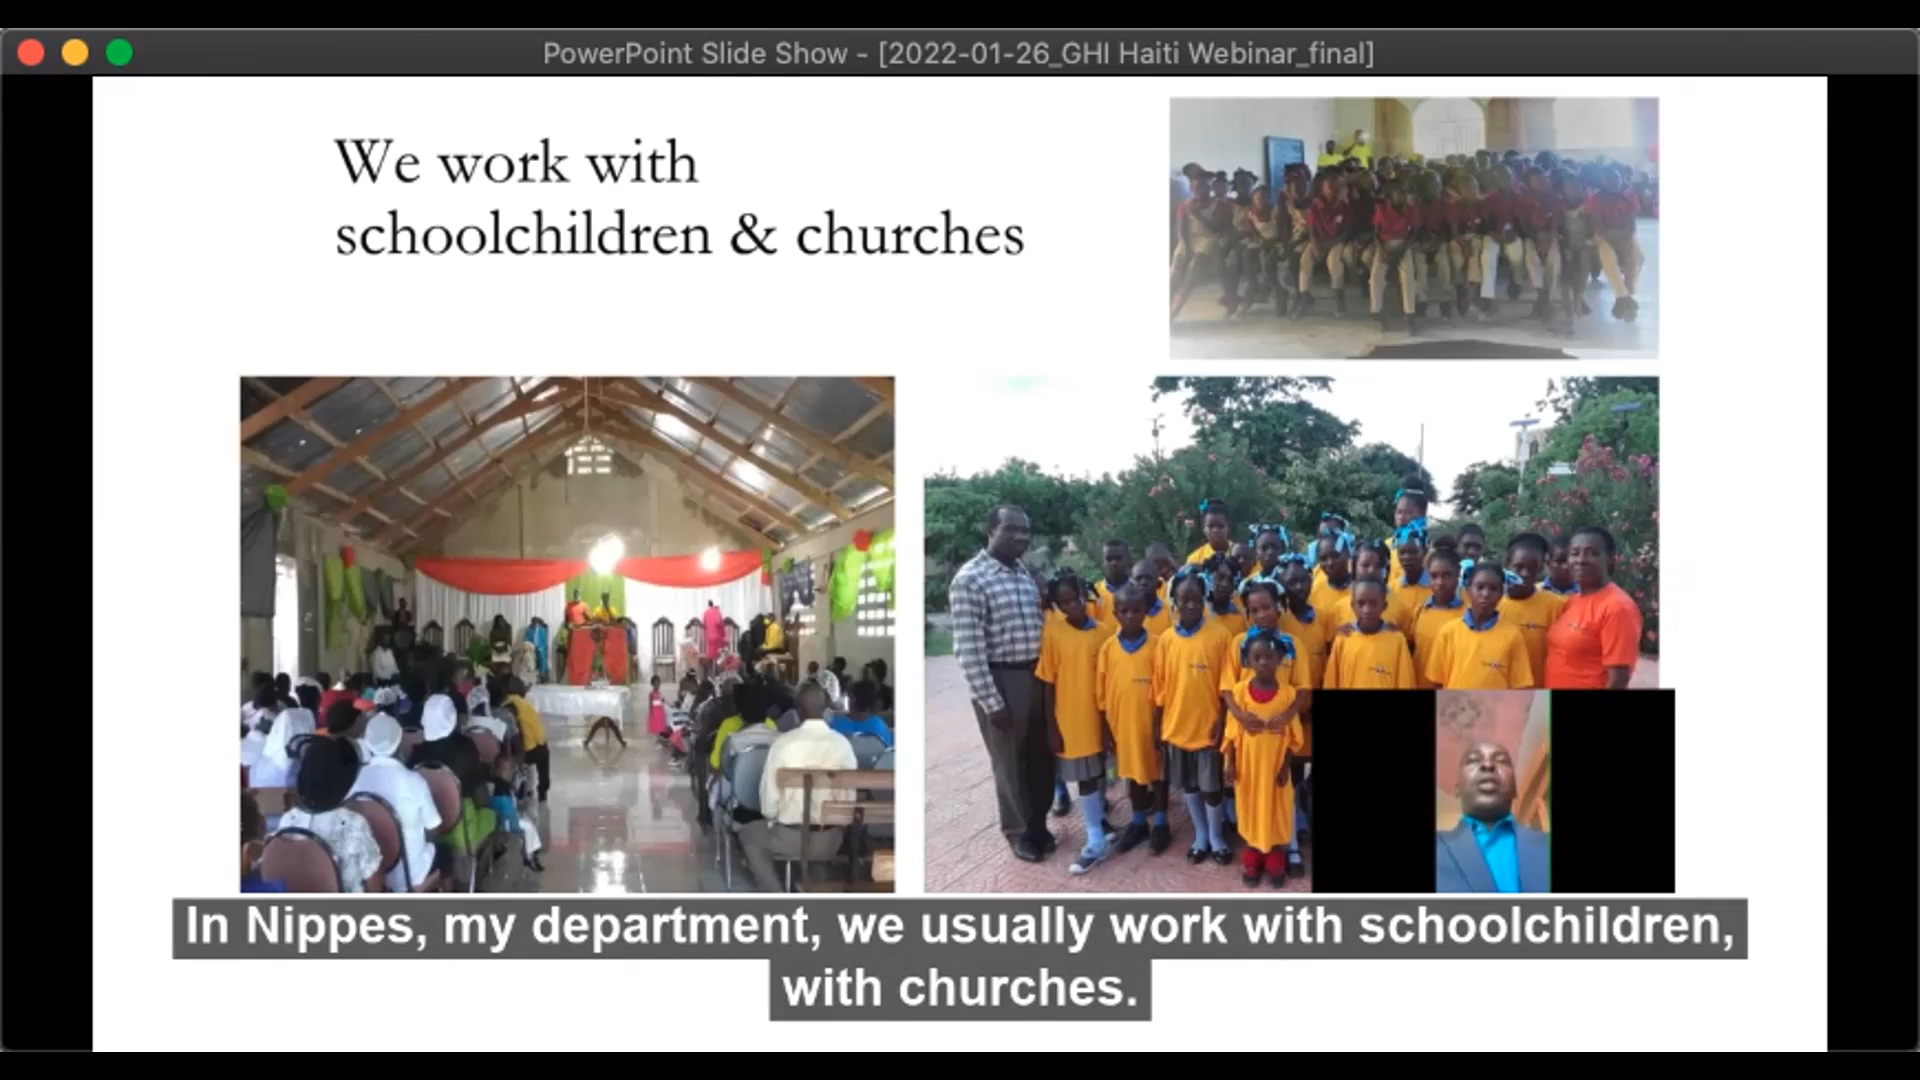 PowerPoint Slide Show - [2022-01-26_GHI Haiti Webinar_final]
We work with
schoolchildren & churches
In Nippes, my department, we usually work with schoolchildren,
with churches.